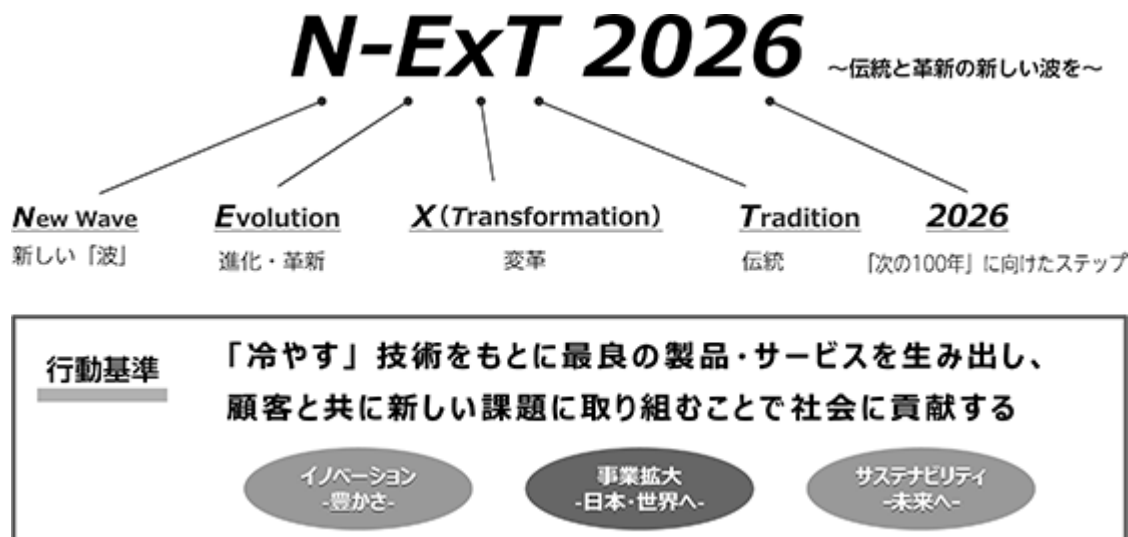 N-ExT 2026 ～伝統と革新の新しい波を～
New Wave
新しい「波」
Evolution
進化・革新
X(Transformation)
変革
Tradition
伝統
2026
「次の100年」に向けたステップ
行動基準
「冷やす」技術をもとに最良の製品・サービスを生み出し、
顧客と共に新しい課題に取り組むことで社会に貢献する
イノベーション
-豊かさ-
事業拡大
-日本・世界へ-
サステナビリティ
-未来へ-